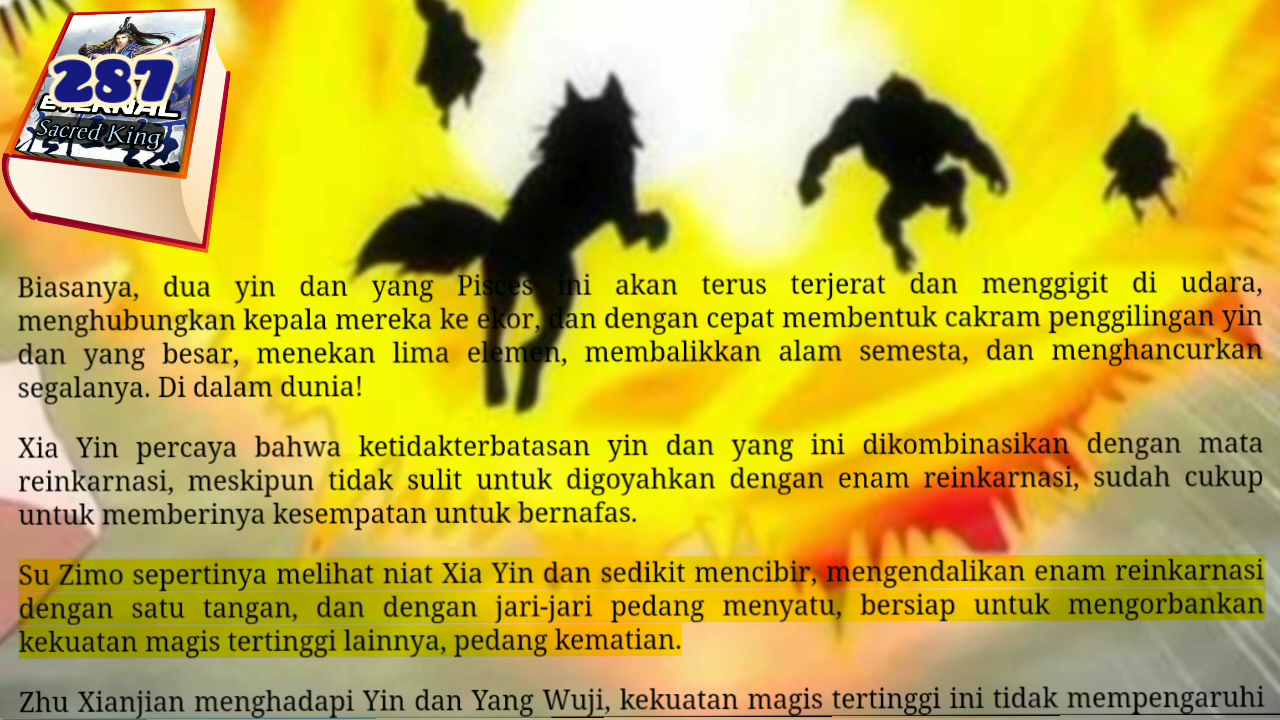 287
ETERNAL
Sacred King
Biasanya, dua yin dan yang Pisces ini akan terus terjerat dan menggigit di udara,
menghubungkan kepala mereka ke ekor, dan dengan cepat membentuk cakram penggilingan yin
dan yang besar, menekan lima elemen, membalikkan alam semesta, dan menghancurkan
segalanya. Di dalam dunia!
Xia Yin percaya bahwa ketidakterbatasan yin dan yang ini dikombinasikan dengan mata
reinkarnasi, meskipun tidak sulit untuk digoyahkan dengan enam reinkarnasi, sudah cukup
untuk memberinya kesempatan untuk bernafas.
Su Zimo sepertinya melihat niat Xia Yin dan sedikit mencibir, mengendalikan enam reinkarnasi
dengan satu tangan, dan dengan jari-jari pedang menyatu, bersiap untuk mengorbankan
kekuatan magis tertinggi lainnya, pedang kematian.
Zhu Xianjian menghadapi Yin dan Yang Wuji, kekuatan magis tertinggi ini tidak mempengaruhi